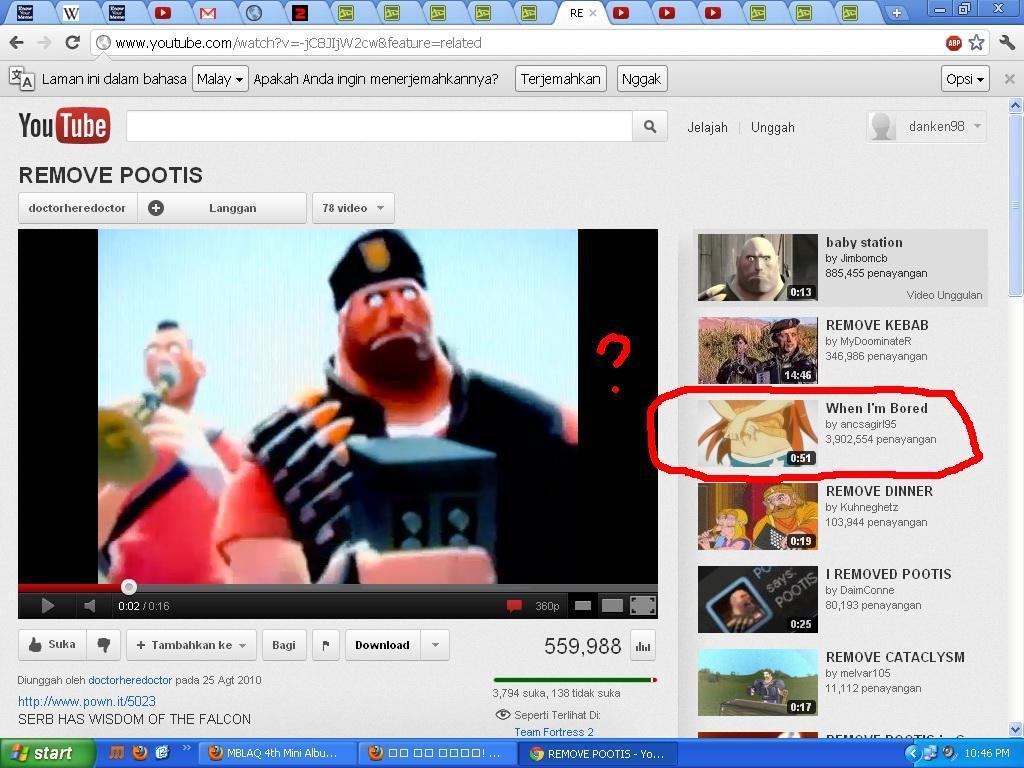 RE
www.youtube.com/watch?v=-jC8JIjW2cw&feature=related
ABP
Laman ini dalam bahasa Malay Apakah Anda ingin menerjemahkannya? Terjemahkan Nggak Opsi
YouTube
Jelajah | Unggah
danken98
REMOVE POOTIS
doctorheredoctor Langgan 78 video
?
baby station
by Jimbomcb
885,455 penayangan
Video Unggulan
0:13
REMOVE KEBAB
by MyDoominateR
346,986 penayangan
14:46
When I'm Bored
by ancsagirl95
3,902,554 penayangan
0:51
REMOVE DINNER
by Kuhneghetz
103,944 penayangan
0:19
I REMOVED POOTIS
by DaimConne
80,193 penayangan
says:
POOTIS
0:25
REMOVE CATACLYSM
by melvar105
11,112 penayangan
0:17
0:02 / 0:16
360p
Suka + Tambahkan ke Bagi Download
559,988
Diunggah oleh doctorheredoctor pada 25 Agt 2010
http://www.pown.it/5023
SERB HAS WISDOM OF THE FALCON
3,794 suka, 138 tidak suka
Seperti Terlihat Di:
Team Fortress 2
start
MBLAQ 4th Mini Albu...
REMOVE POOTIS - Yo...
10:46 PM